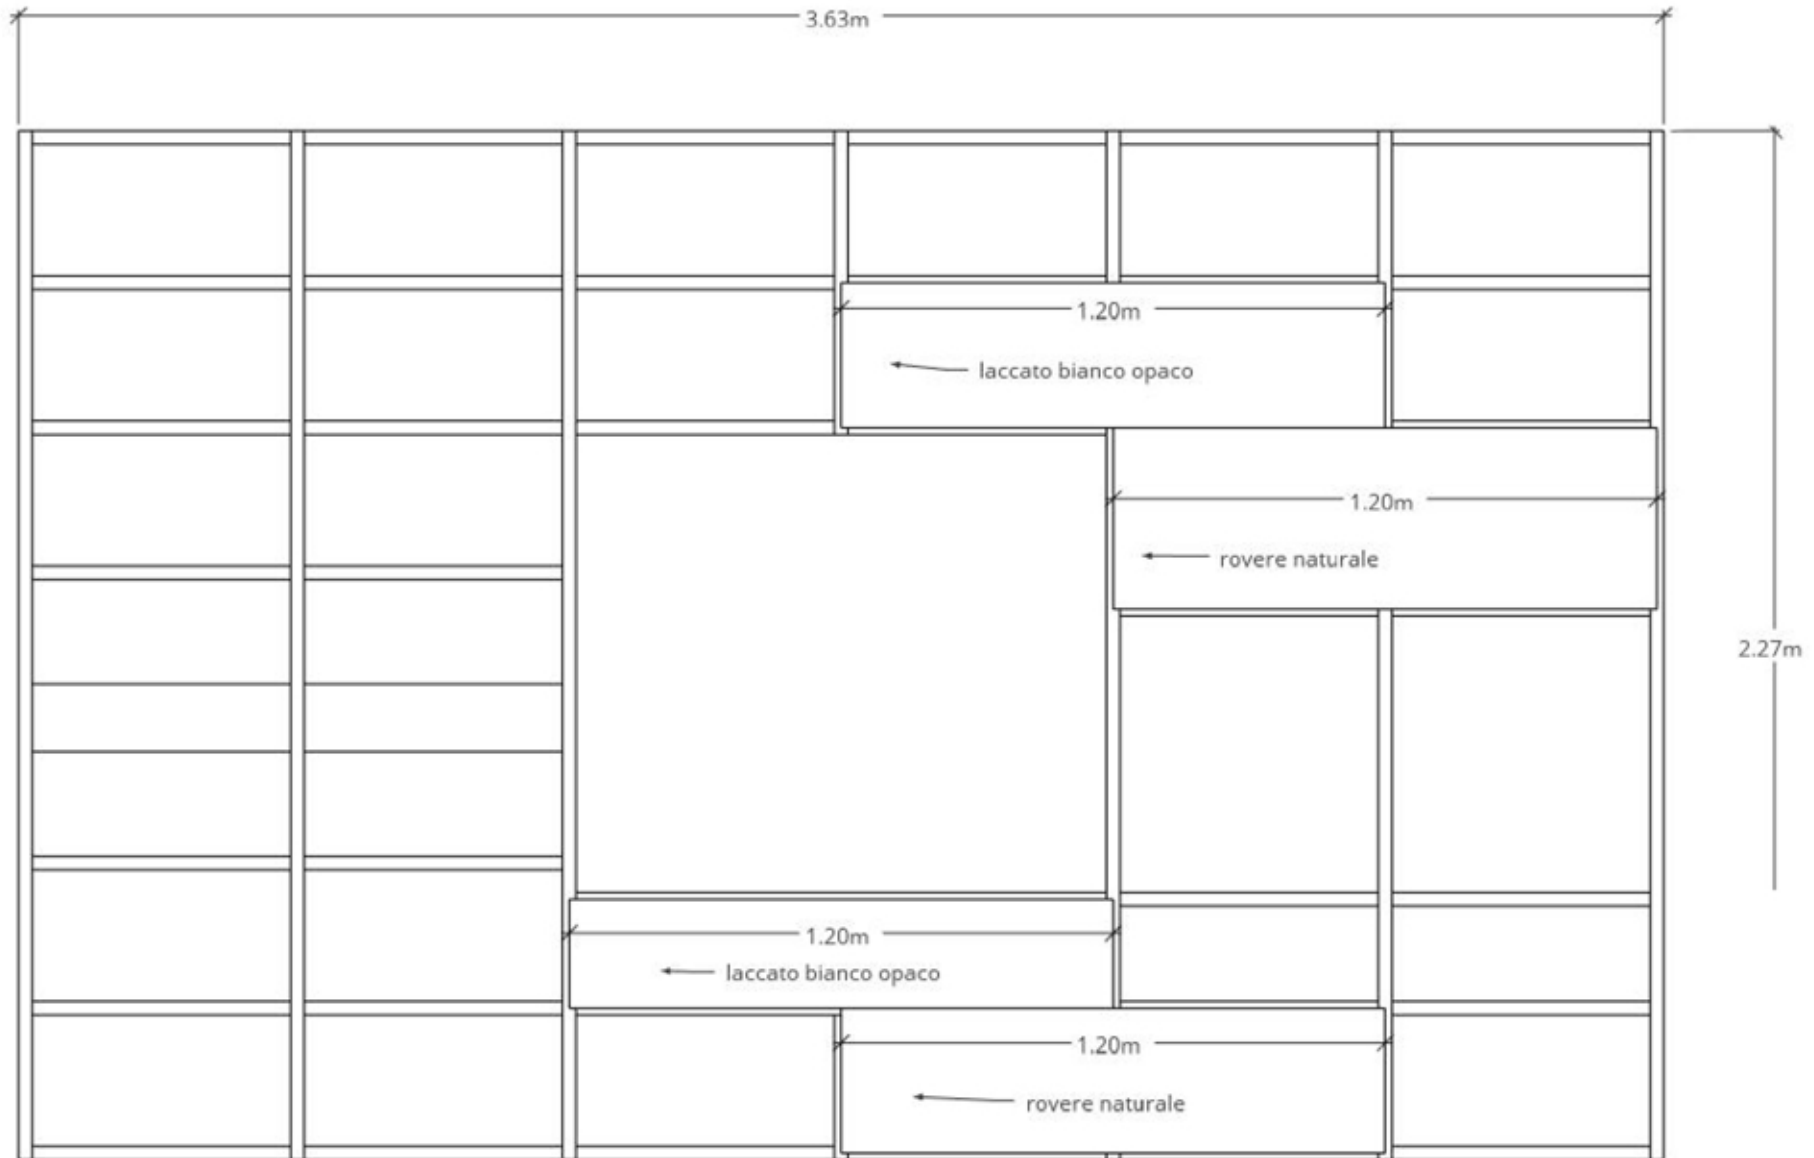 3.63m
1.20m
laccato bianco opaco
1.20m
rovere naturale
2.27m
1.20m
laccato bianco opaco
1.20m
rovere naturale